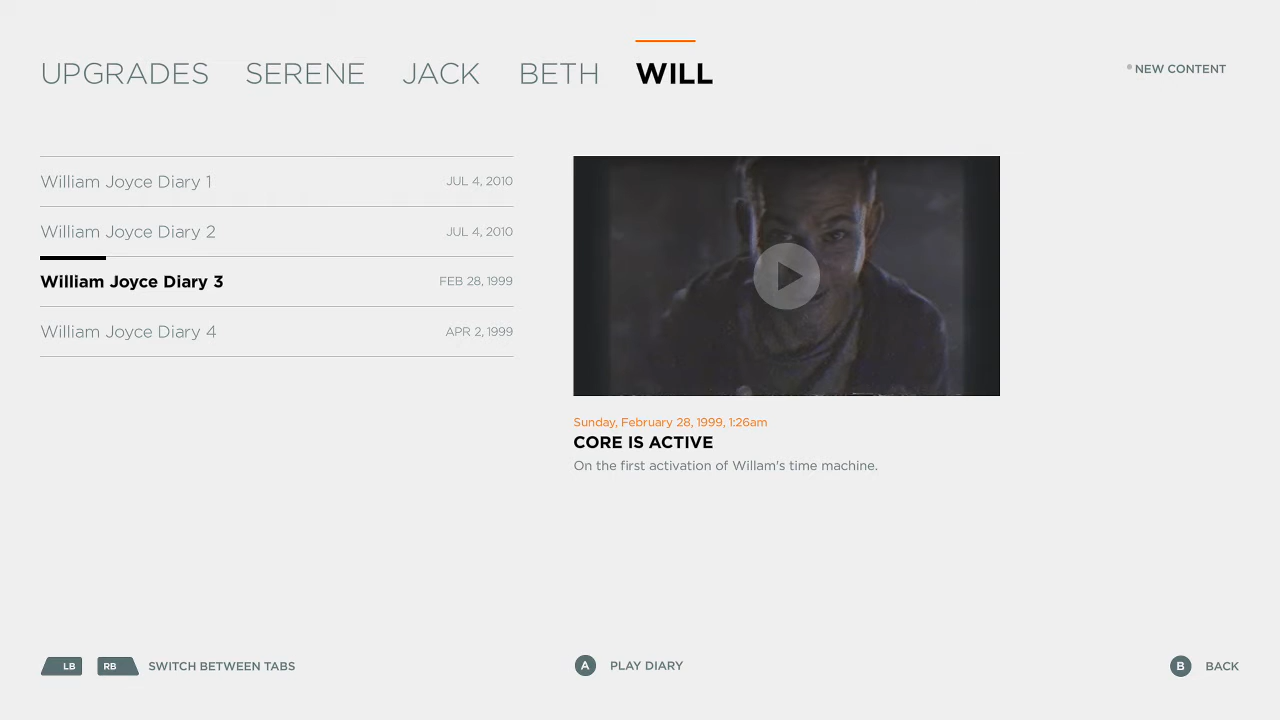 UPGRADES SERENE JACK BETH WILL
NEW CONTENT
William Joyce Diary 1 JUL 4, 2010
William Joyce Diary 2 JUL 4, 2010
William Joyce Diary 3 FEB 28, 1999
William Joyce Diary 4 APR 2, 1999
Sunday, February 28, 1999, 1:26am
CORE IS ACTIVE
On the first activation of Willam's time machine.
LB RB SWITCH BETWEEN TABS
A PLAY DIARY
B BACK